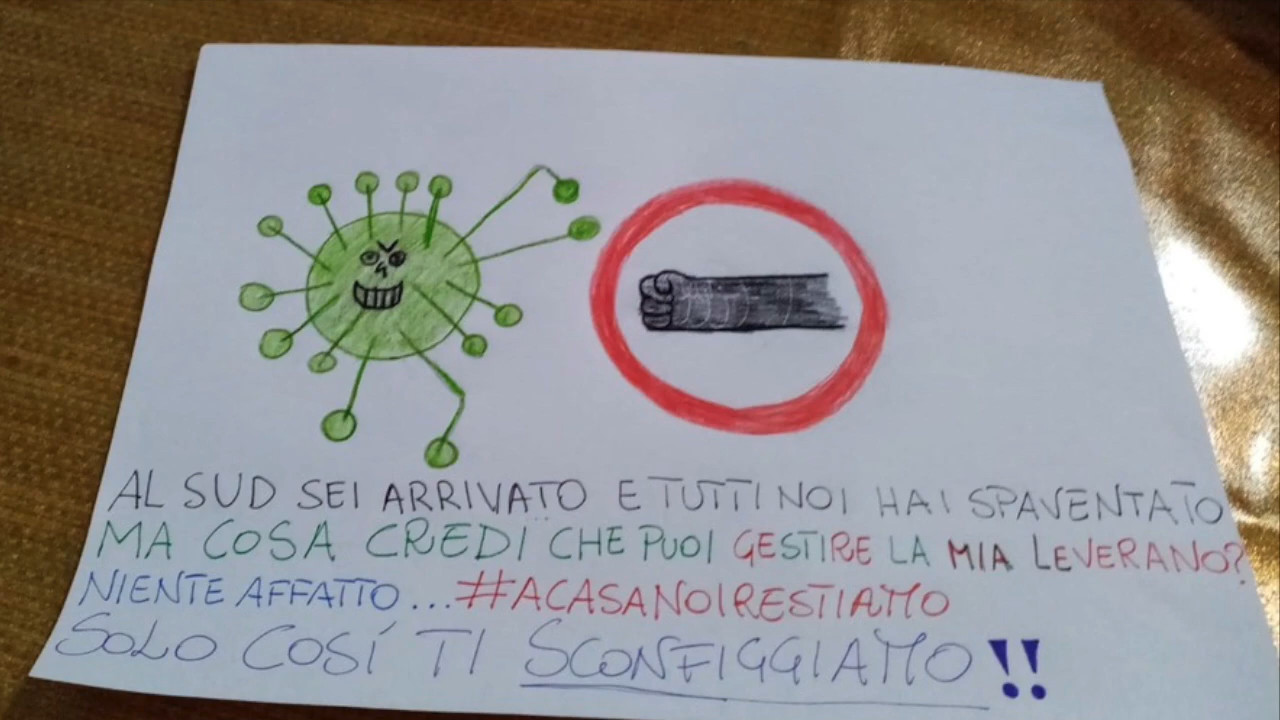 AL SUD SEI ARRIVATO E TUTTI NOI HAI SPAVENTATO
MA COSA CREDI CHE PUOI GESTIRE LA MIA LEVERANO?
NIENTE AFFATTO... #ACASANOIRESTIAMO
SOLO COSÍ TI SCONFIGGIAMO!!